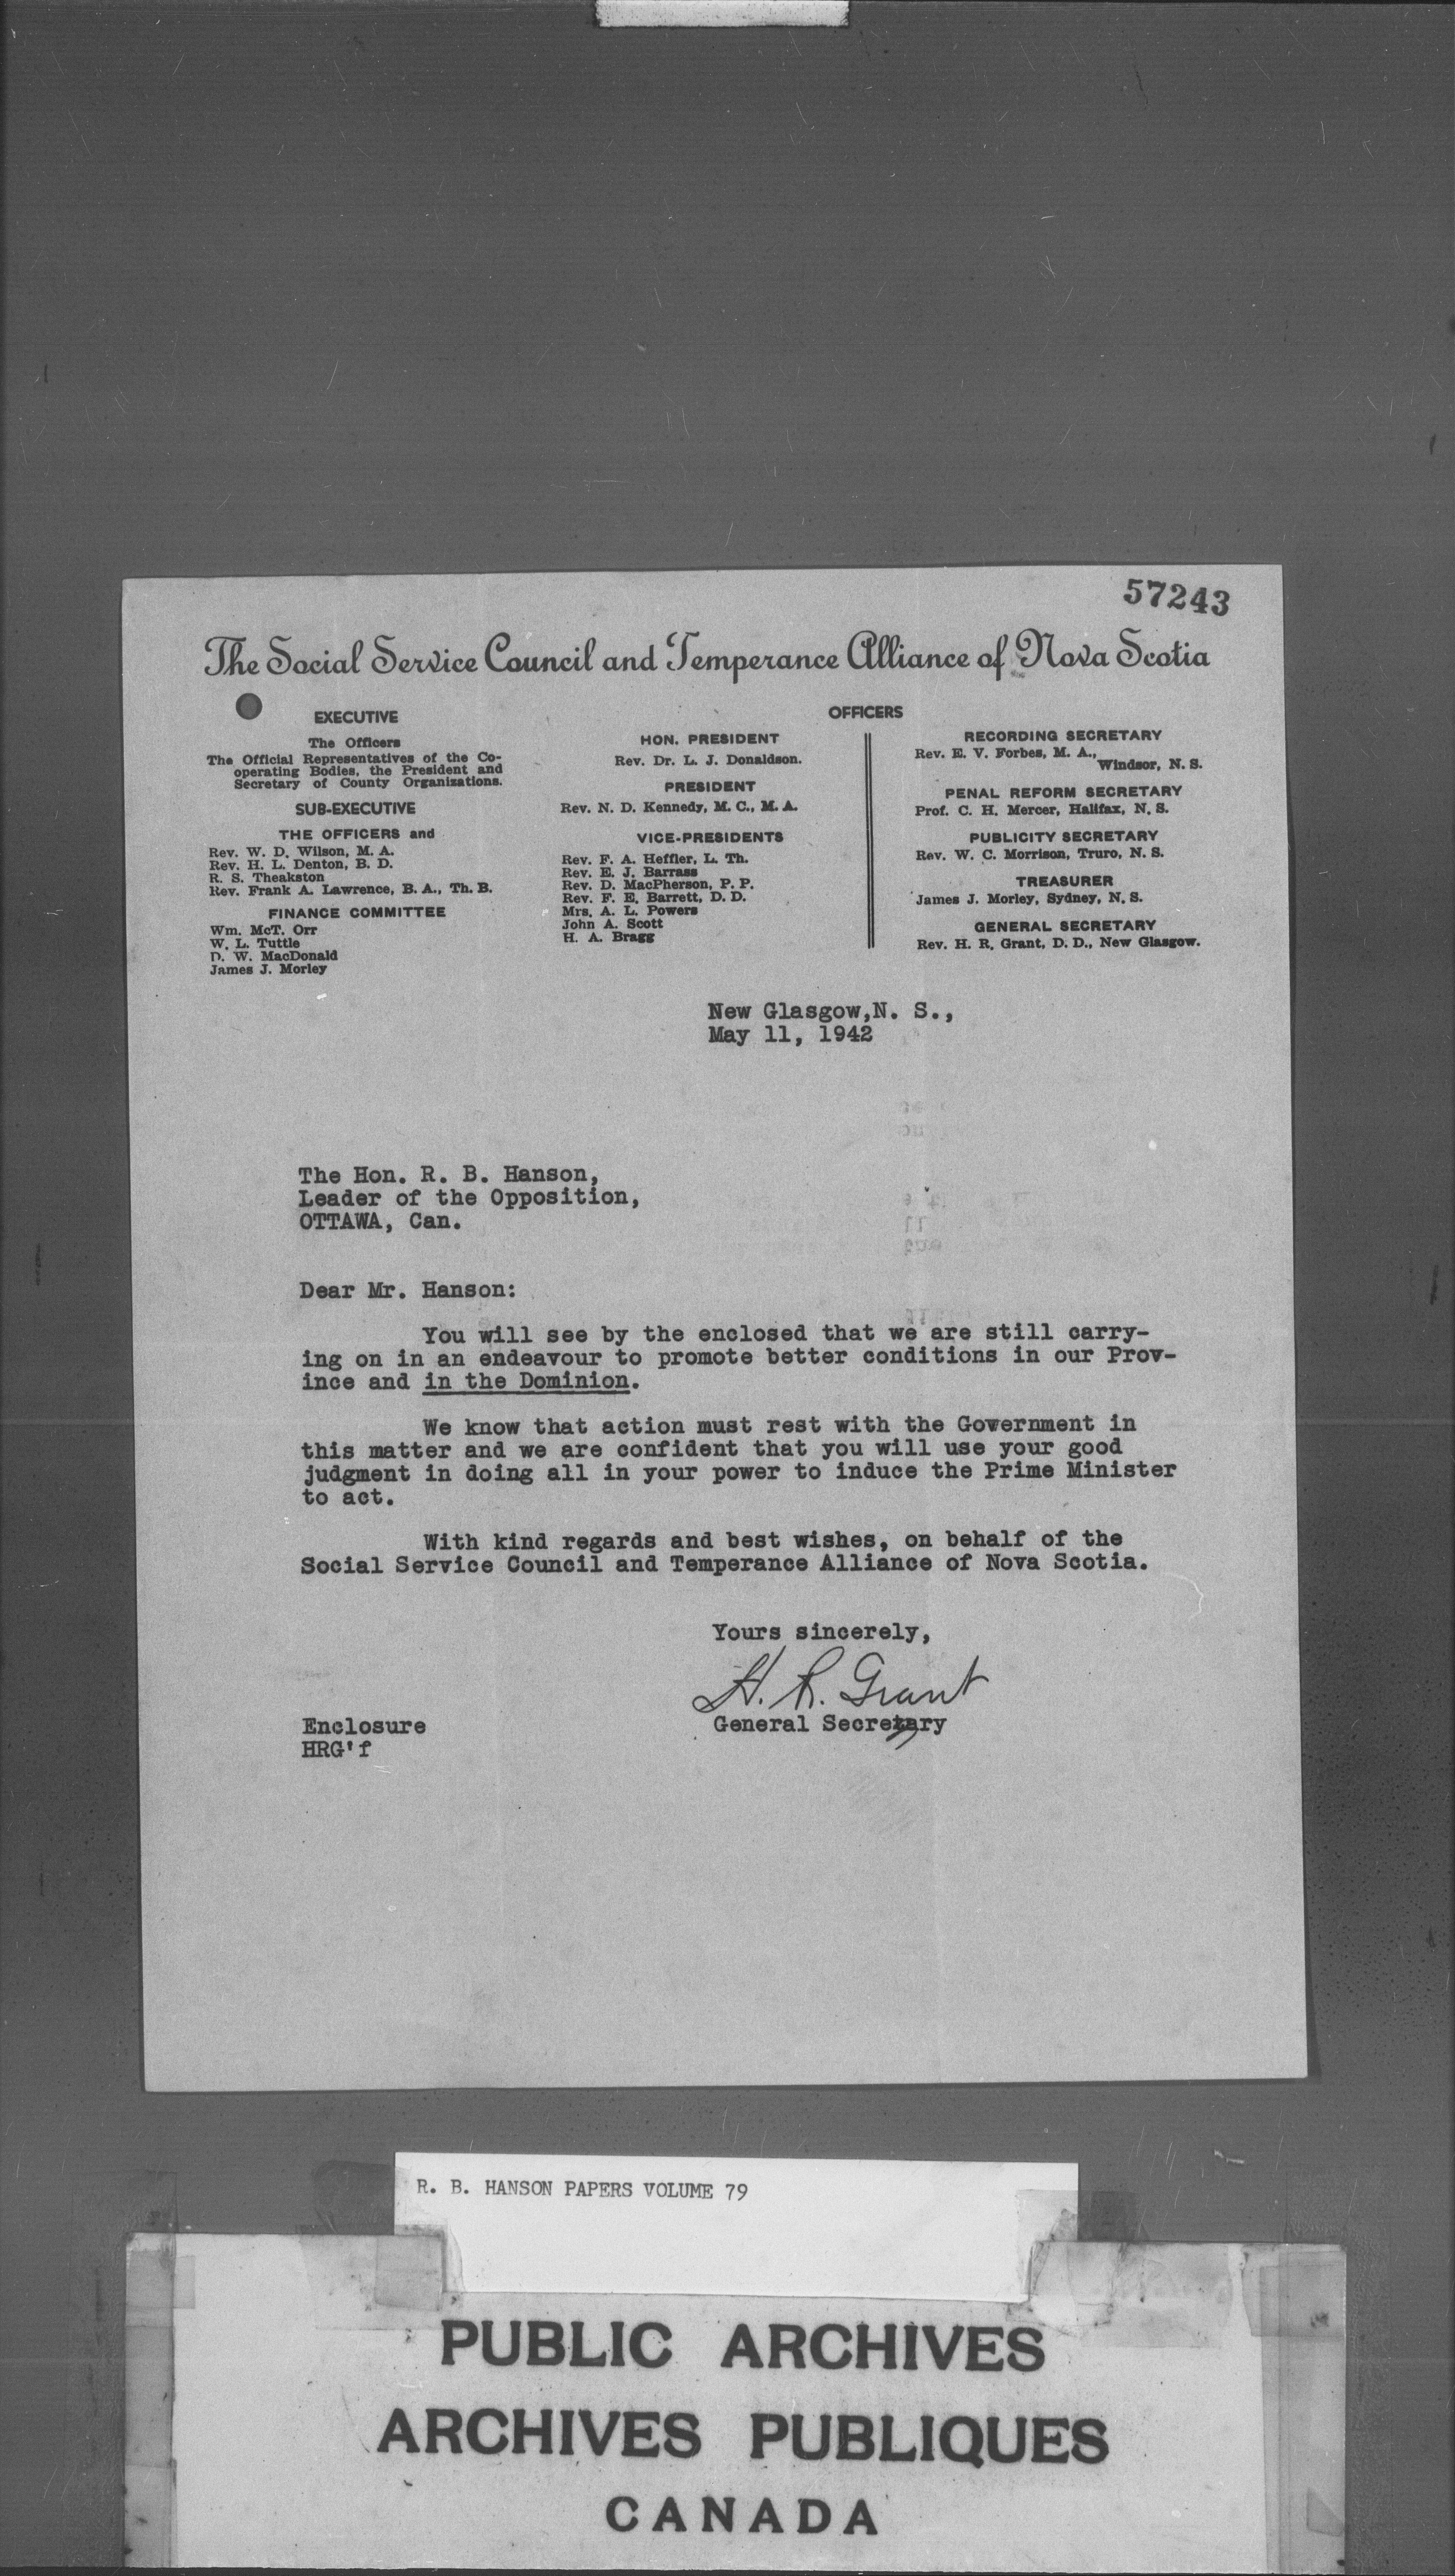 57243
The Social Service Council and Temperance Alliance of Nova Scotia
EXECUTIVE
The Officers
The Official Representatives of the Co-
operating Bodies, the President and
Secretary of County Organizations.
SUB-EXECUTIVE
THE OFFICERS and
Rev. W. D. Wilson, M. A.
Rev. H. L. Denton, B. D.
R. S. Theakston
Rev. Frank A. Lawrence, B. A., Th. B.
FINANCE COMMITTEE
Wm. McT. Orr
W. L. Tuttle
D. W. MacDonald
James J. Morley
OFFICERS
HON. PRESIDENT
Rev. Dr. L. J. Donaldson.
PRESIDENT
Rev. N. D. Kennedy, M. C., M. A.
VICE-PRESIDENTS
Rev. F. A. Heffler, L. Th.
Rev. E. J. Barrass
Rev. D. MacPherson, P. P.
Rev. F. E. Barrett, D. D.
Mrs. A. L. Powers
John A. Scott
H. A. Bragg
RECORDING SECRETARY
Rev. E. V. Forbes, M. A.,
Windsor, N. S.
PENAL REFORM SECRETARY
Prof. C. H. Mercer, Halifax, N. S.
PUBLICITY SECRETARY
Rev. W. C. Morrison, Truro, N. S.
TREASURER
James J. Morley, Sydney, N. S.
GENERAL SECRETARY
Rev. H. R. Grant, D. D., New Glasgow.
New Glasgow,N. S.,
May 11, 1942
The Hon. R. B. Hanson,
Leader of the Opposition,
OTTAWA, Can.
Dear Mr. Hanson:
You will see by the enclosed that we are still carry-
ing on in an endeavour to promote better conditions in our Prov-
ince and in the Dominion.
We know that action must rest with the Government in
this matter and we are confident that you will use your good
judgment in doing all in your power to induce the Prime Minister
to act.
With kind regards and best wishes, on behalf of the
Social Service Council and Temperance Alliance of Nova Scotia.
Yours sincerely,
H. R. Grant
General Secretary
Enclosure
HRG'f
R. B. HANSON PAPERS VOLUME 79
PUBLIC ARCHIVES
ARCHIVES PUBLIQUES
CANADA